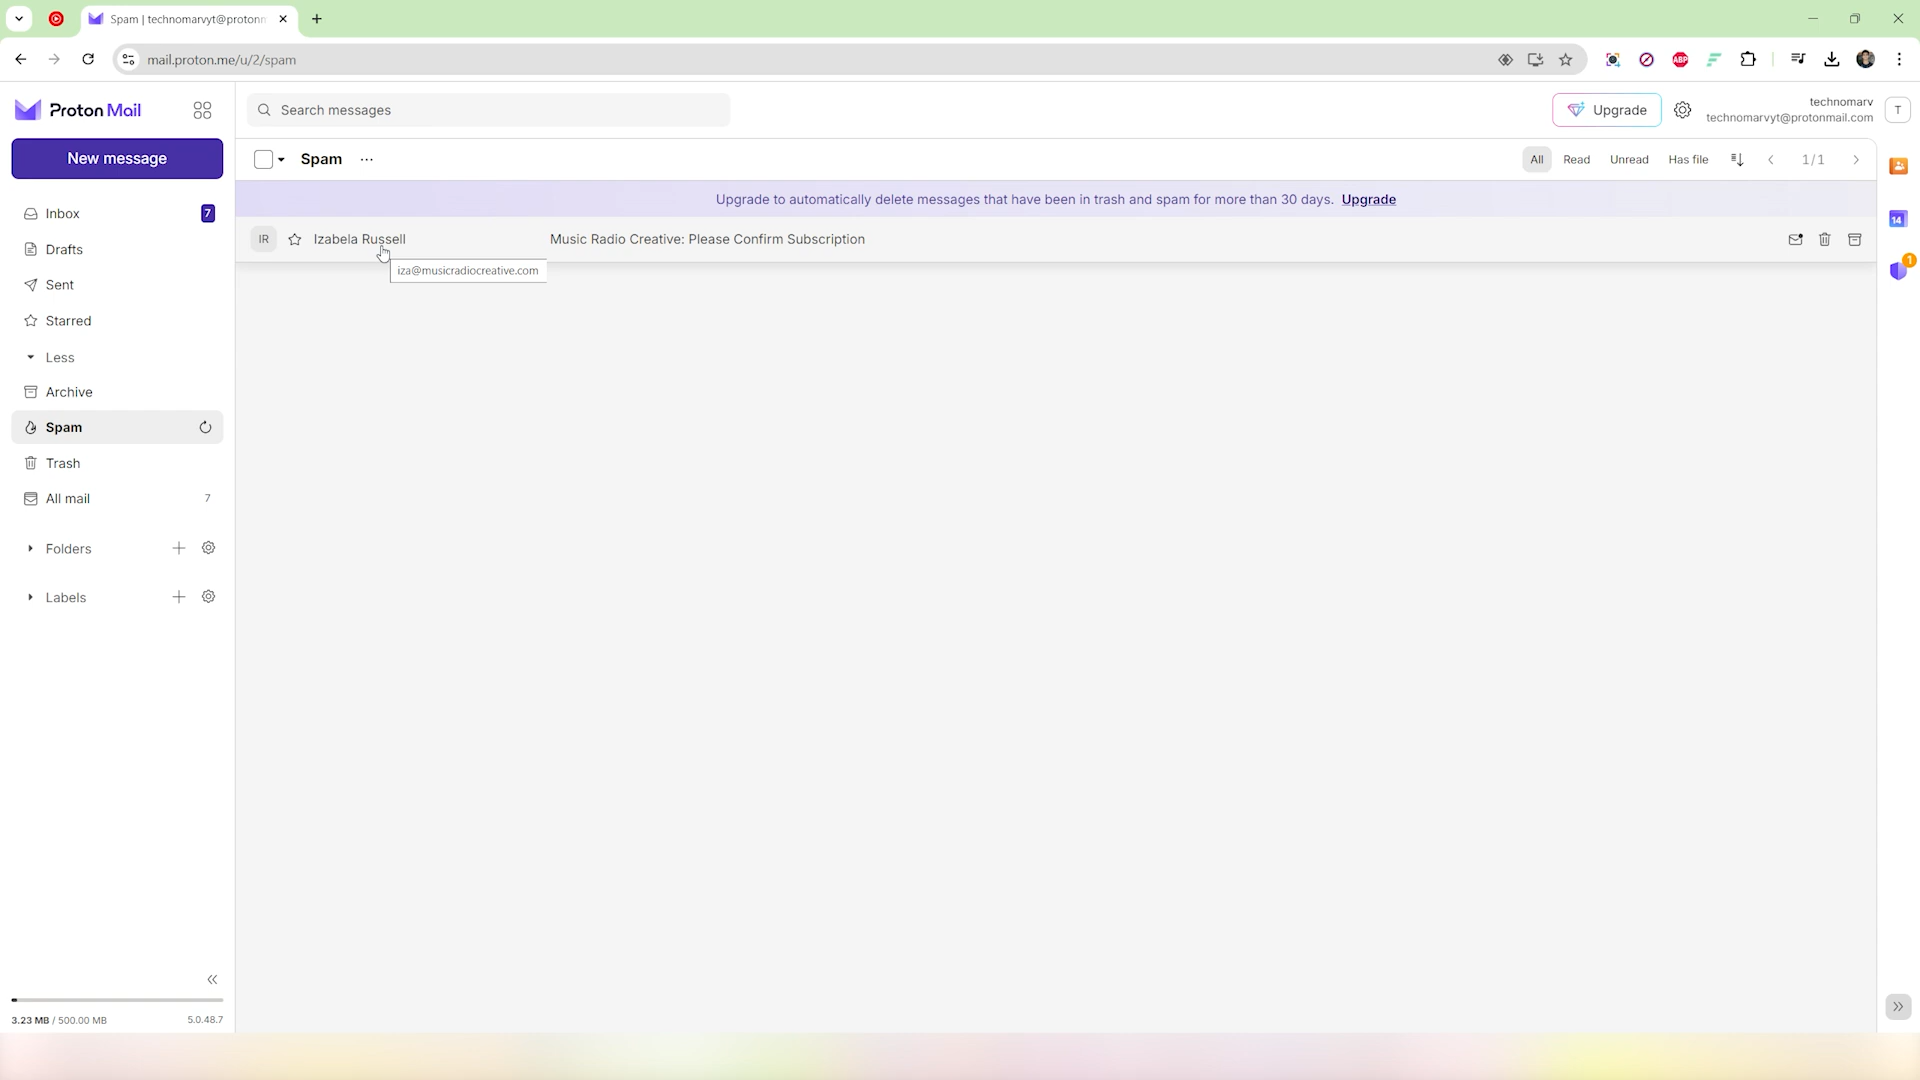 Spam | technomarvyt@protonm
mail.proton.me/u/2/spam
ABP
Proton Mail
Search messages
Upgrade
technomarv
technomarvyt@protonmail.com
T
New message
Spam
All
Read
Unread
Has file
1/1
Upgrade to automatically delete messages that have been in trash and spam for more than 30 days. Upgrade
Inbox
7
IR
Izabela Russell
Music Radio Creative: Please Confirm Subscription
iza@musicradiocreative.com
14
1
Drafts
Sent
Starred
Less
Archive
Spam
Trash
All mail
7
Folders
Labels
3.23 MB / 500.00 MB
5.0.48.7